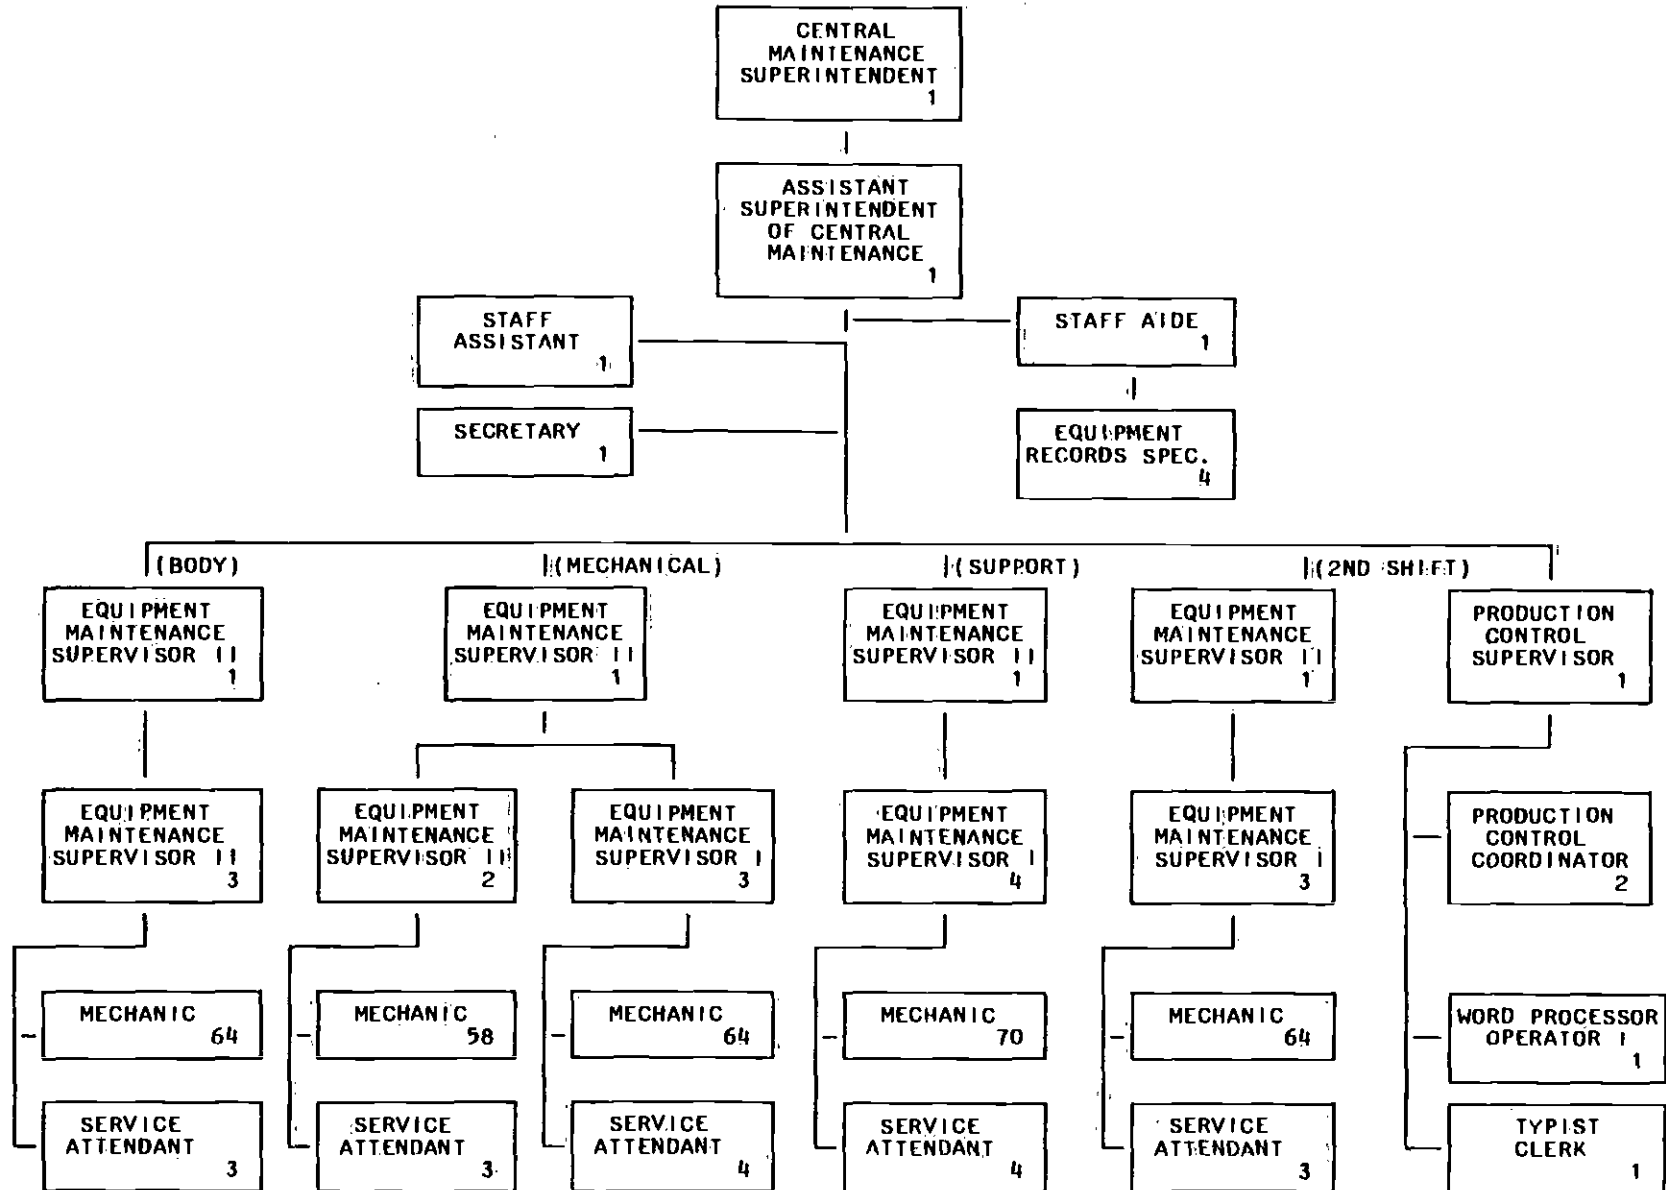 CENTRAL
MAINTENANCE
SUPERINTENDENT
1
ASSISTANT
SUPERINTENDENT
OF CENTRAL
MAINTENANCE
1
STAFF
ASSISTANT
1
STAFF AIDE
1
SECRETARY
1
EQUIPMENT
RECORDS SPEC.
4
(BODY)
(MECHANICAL)
(SUPPORT)
(2ND SHIFT)
EQUIPMENT
MAINTENANCE
SUPERVISOR II
1
EQUIPMENT
MAINTENANCE
SUPERVISOR II
1
EQUIPMENT
MAINTENANCE
SUPERVISOR II
1
EQUIPMENT
MAINTENANCE
SUPERVISOR II
1
PRODUCTION
CONTROL
SUPERVISOR
1
EQUIPMENT
MAINTENANCE
SUPERVISOR II
3
EQUIPMENT
MAINTENANCE
SUPERVISOR II
2
EQUIPMENT
MAINTENANCE
SUPERVISOR I
3
EQUIPMENT
MAINTENANCE
SUPERVISOR I
4
EQUIPMENT
MAINTENANCE
SUPERVISOR I
3
PRODUCTION
CONTROL
COORDINATOR
2
MECHANIC
64
MECHANIC
58
MECHANIC
64
MECHANIC
70
MECHANIC
64
WORD PROCESSOR
OPERATOR I
1
SERVICE
ATTENDANT
3
SERVICE
ATTENDANT
3
SERVICE
ATTENDANT
4
SERVICE
ATTENDANT
4
SERVICE
ATTENDANT
3
TYPIST
CLERK
1